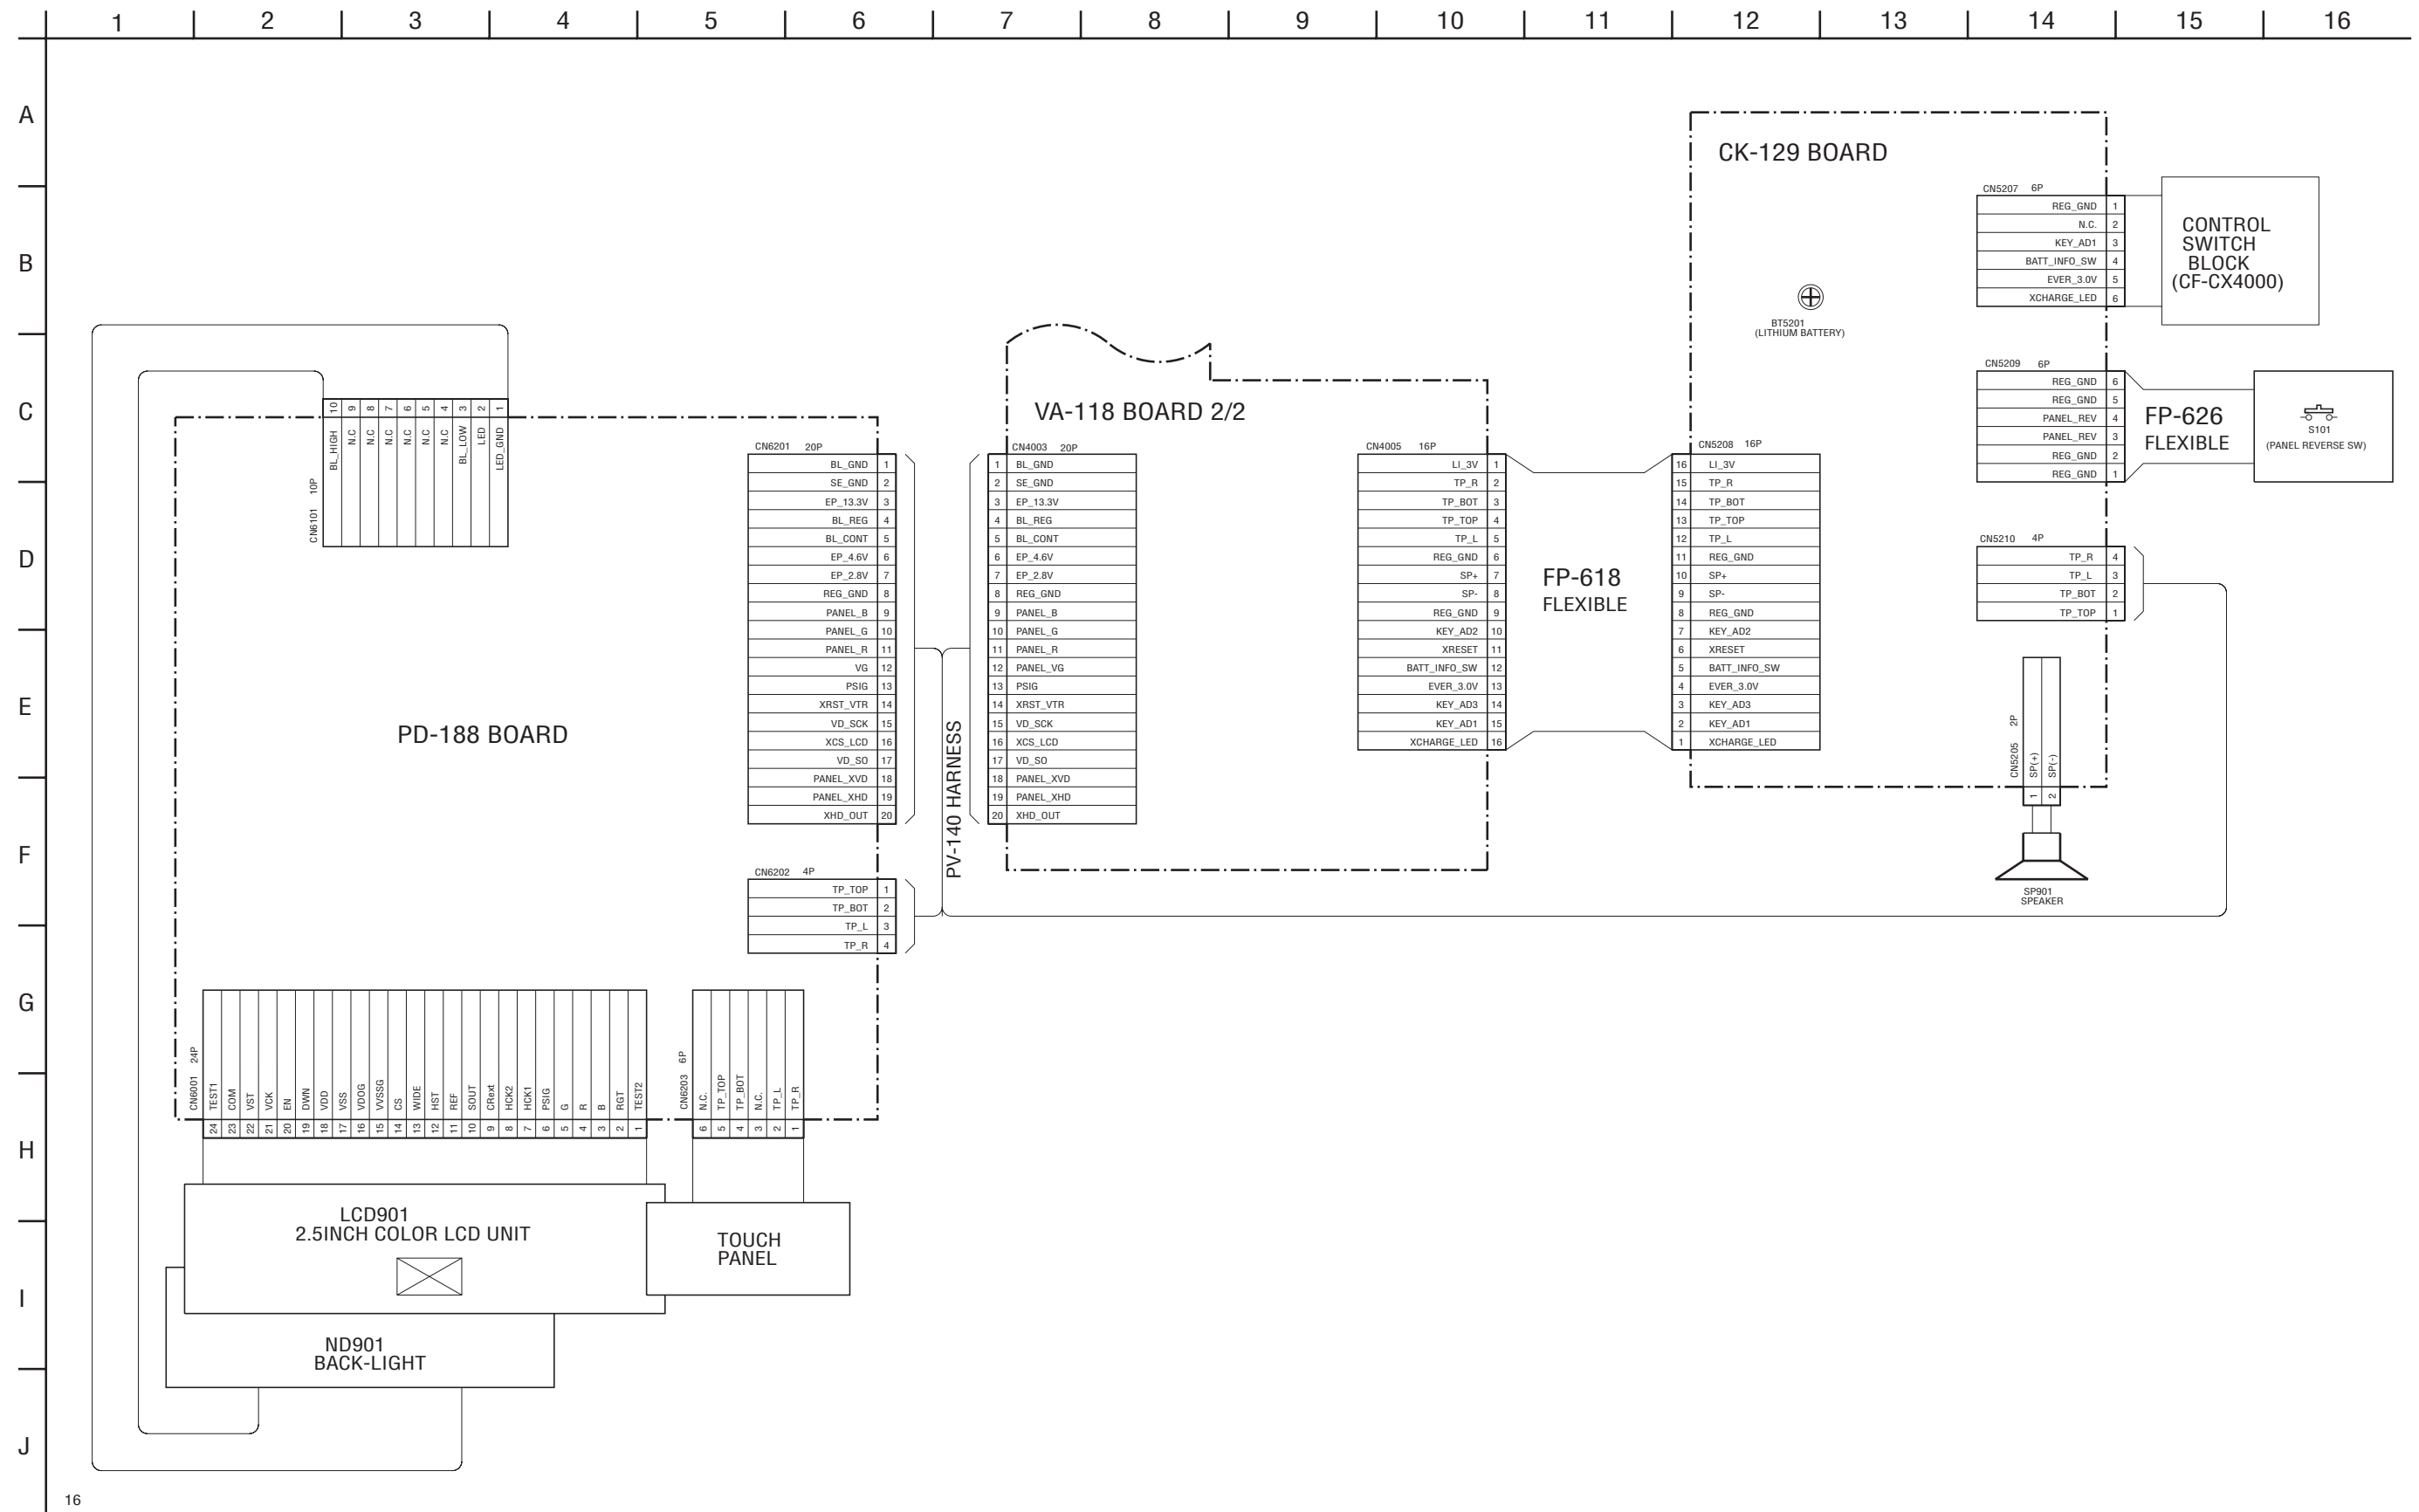 1 2 3 4 5 6 7 8 9 10 11 12 13 14 15 16
A
B
C
D
E
F
G
H
I
J
CK-129 BOARD
BT5201
(LITHIUM BATTERY)
CN5207 6P
REG_GND 1
N.C. 2
KEY_AD1 3
BATT_INFO_SW 4
EVER_3.0V 5
XCHARGE_LED 6
CONTROL
SWITCH
BLOCK
(CF-CX4000)
CN5209 6P
REG_GND 6
REG_GND 5
PANEL_REV 4
PANEL_REV 3
REG_GND 2
REG_GND 1
FP-626
FLEXIBLE
S101
(PANEL REVERSE SW)
CN5210 4P
TP_R 4
TP_L 3
TP_BOT 2
TP_TOP 1
CN5205 2P
SP(+) 1
SP(-) 2
SP901
SPEAKER
CN6101 10P
BL_HIGH 10
N.C 9
N.C 8
N.C 7
N.C 6
N.C 5
N.C 4
BL_LOW 3
LED 2
LED_GND 1
PD-188 BOARD
CN6201 20P
BL_GND 1
SE_GND 2
EP_13.3V 3
BL_REG 4
BL_CONT 5
EP_4.6V 6
EP_2.8V 7
REG_GND 8
PANEL_B 9
PANEL_G 10
PANEL_R 11
VG 12
PSIG 13
XRST_VTR 14
VD_SCK 15
XCS_LCD 16
VD_SO 17
PANEL_XVD 18
PANEL_XHD 19
XHD_OUT 20
CN6202 4P
TP_TOP 1
TP_BOT 2
TP_L 3
TP_R 4
PV-140 HARNESS
VA-118 BOARD 2/2
CN4003 20P
1 BL_GND
2 SE_GND
3 EP_13.3V
4 BL_REG
5 BL_CONT
6 EP_4.6V
7 EP_2.8V
8 REG_GND
9 PANEL_B
10 PANEL_G
11 PANEL_R
12 PANEL_VG
13 PSIG
14 XRST_VTR
15 VD_SCK
16 XCS_LCD
17 VD_SO
18 PANEL_XVD
19 PANEL_XHD
20 XHD_OUT
CN4005 16P
LI_3V 1
TP_R 2
TP_BOT 3
TP_TOP 4
TP_L 5
REG_GND 6
SP+ 7
SP- 8
REG_GND 9
KEY_AD2 10
XRESET 11
BATT_INFO_SW 12
EVER_3.0V 13
KEY_AD3 14
KEY_AD1 15
XCHARGE_LED 16
FP-618
FLEXIBLE
CN5208 16P
16 LI_3V
15 TP_R
14 TP_BOT
13 TP_TOP
12 TP_L
11 REG_GND
10 SP+
9 SP-
8 REG_GND
7 KEY_AD2
6 XRESET
5 BATT_INFO_SW
4 EVER_3.0V
3 KEY_AD3
2 KEY_AD1
1 XCHARGE_LED
CN6001 24P
TEST1 24
COM 23
VST 22
VCK 21
EN 20
DWN 19
VDD 18
VSS 17
VDOG 16
VVSSG 15
CS 14
WIDE 13
HST 12
REF 11
SOUT 10
CRext 9
HCK2 8
HCK1 7
PSIG 6
G 5
R 4
B 3
RGT 2
TEST2 1
CN6203 6P
N.C. 6
TP_TOP 5
TP_BOT 4
N.C. 3
TP_L 2
TP_R 1
LCD901
2.5INCH COLOR LCD UNIT
TOUCH
PANEL
ND901
BACK-LIGHT
16